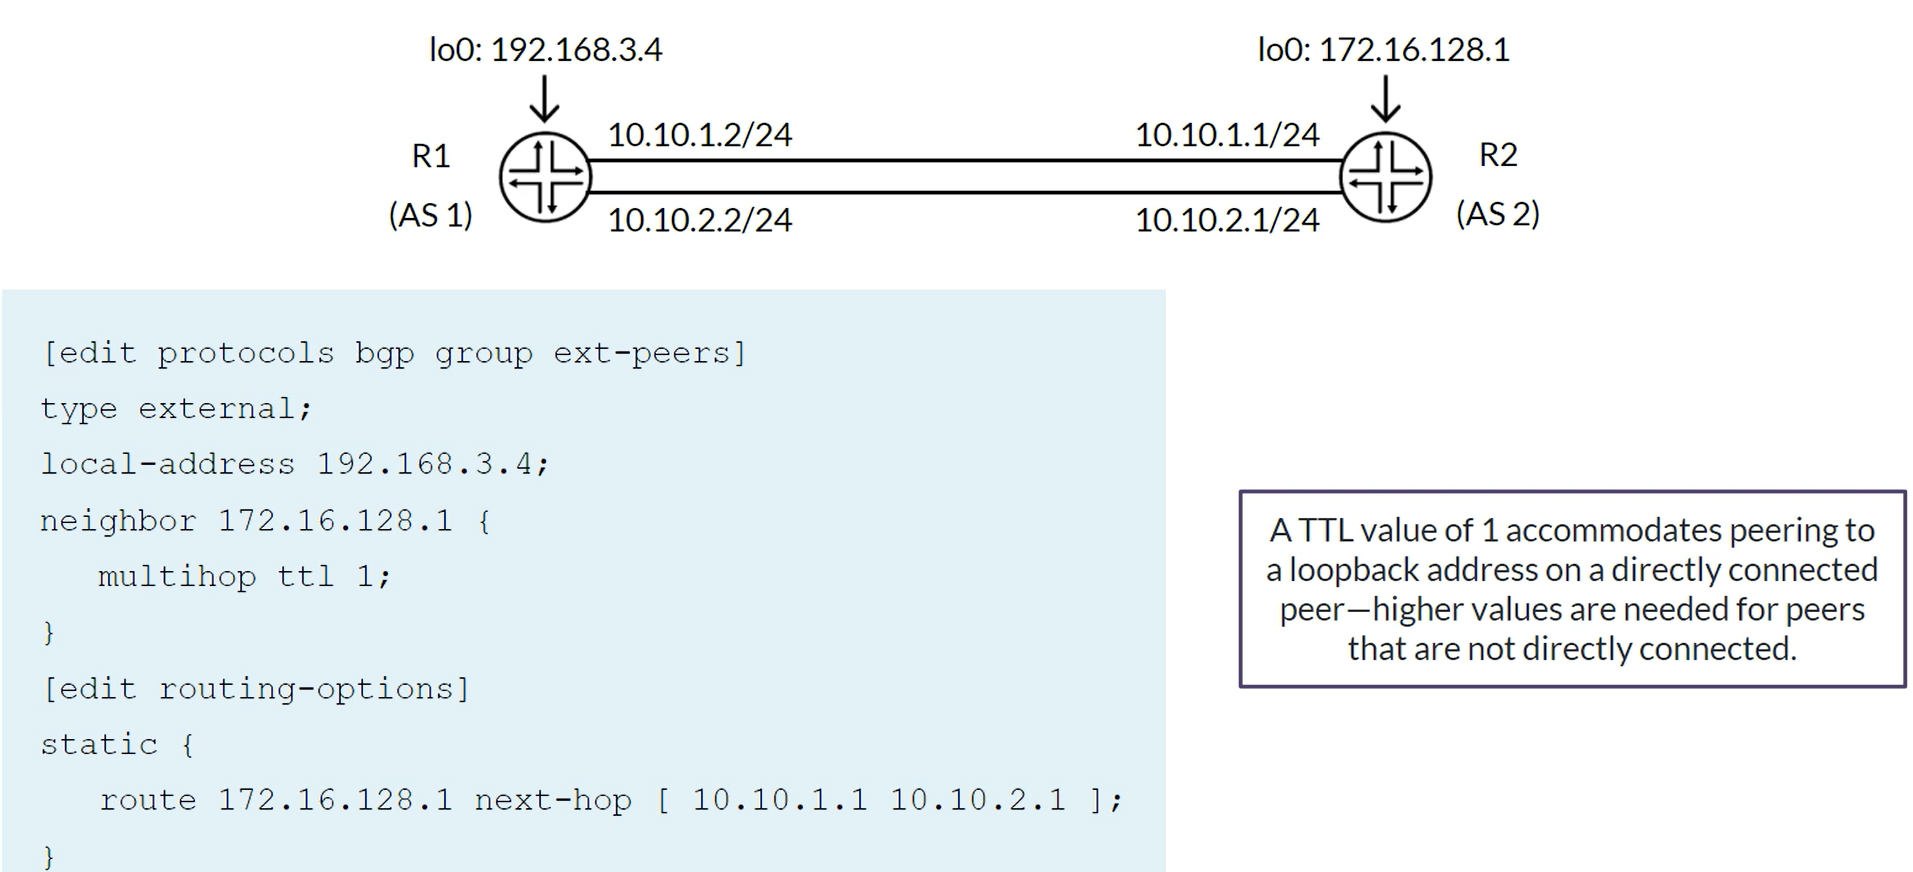 lo0: 192.168.3.4
lo0: 172.16.128.1
10.10.1.2/24
10.10.1.1/24
R1
R2
(AS 1)
(AS 2)
10.10.2.2/24
10.10.2.1/24
[edit protocols bgp group ext-peers]
type external;
local-address 192.168.3.4;
neighbor 172.16.128.1 {
multihop ttl 1;
}
[edit routing-options]
static {
route 172.16.128.1 next-hop [ 10.10.1.1 10.10.2.1 ];
}
A TTL value of 1 accommodates peering to
a loopback address on a directly connected
peer—higher values are needed for peers
that are not directly connected.